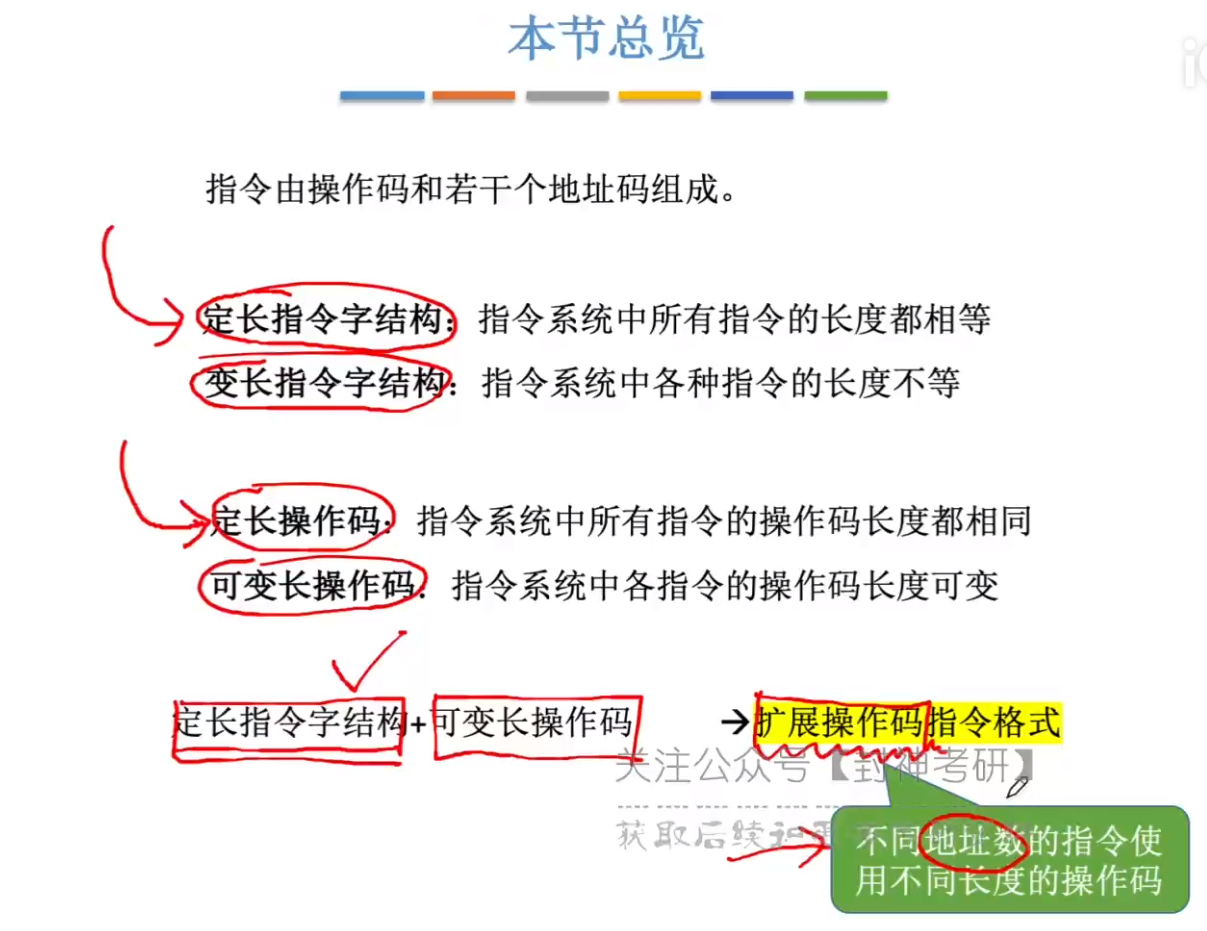 本节总览
指令由操作码和若干个地址码组成。
定长指令字结构：指令系统中所有指令的长度都相等
变长指令字结构：指令系统中各种指令的长度不等
定长操作码：指令系统中所有指令的操作码长度都相同
可变长操作码：指令系统中各指令的操作码长度可变
定长指令字结构+可变长操作码 →扩展操作码指令格式
关注公众号【封神考研】
获取后续
不同地址数的指令使
用不同长度的操作码